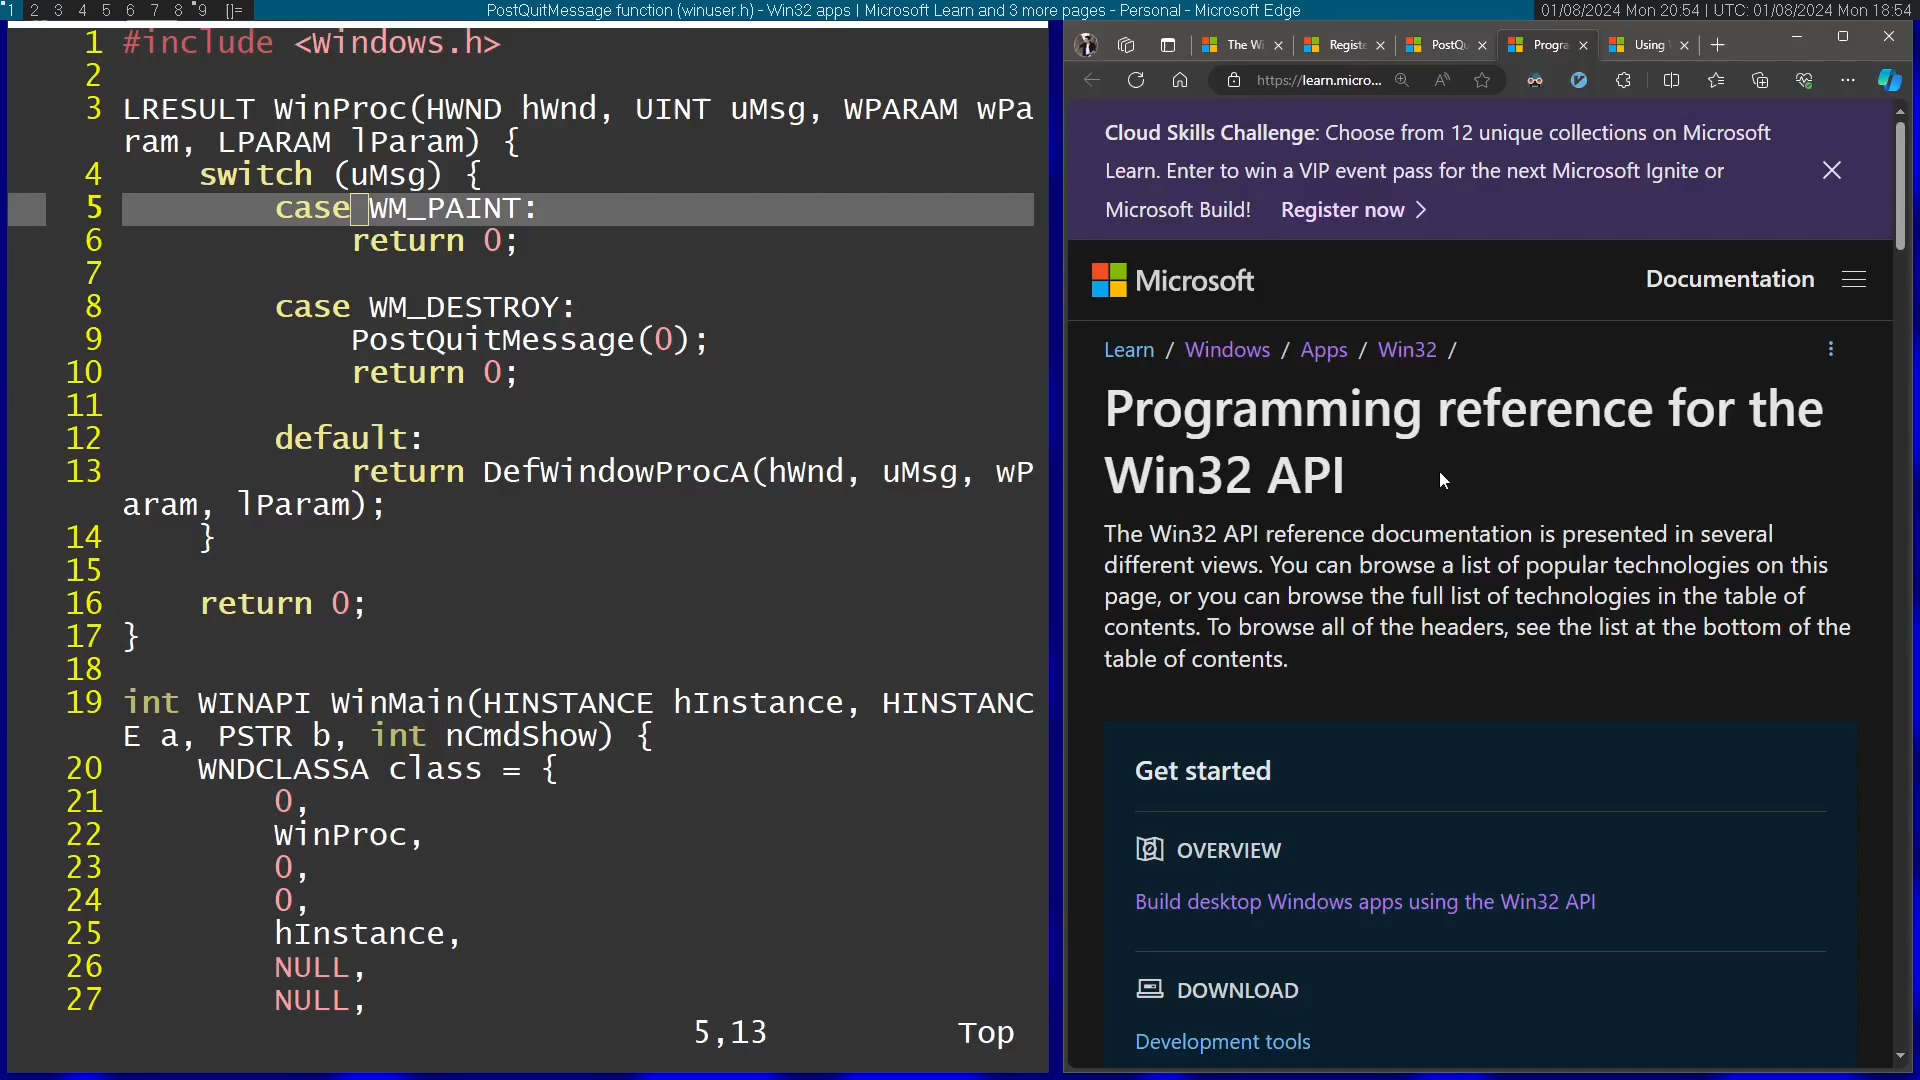 1 2 3 4 5 6 7 8 9 []= PostQuitMessage function (winuser.h) - Win32 apps | Microsoft Learn and 3 more pages - Personal - Microsoft Edge 01/08/2024 Mon 20:54 | UTC: 01/08/2024 Mon 18:54
1 #include <Windows.h>
2
3 LRESULT WinProc(HWND hWnd, UINT uMsg, WPARAM wPa
ram, LPARAM lParam) {
4 switch (uMsg) {
5 case WM_PAINT:
6 return 0;
7
8 case WM_DESTROY:
9 PostQuitMessage(0);
10 return 0;
11
12 default:
13 return DefWindowProcA(hWnd, uMsg, wP
aram, lParam);
14 }
15
16 return 0;
17 }
18
19 int WINAPI WinMain(HINSTANCE hInstance, HINSTANC
E a, PSTR b, int nCmdShow) {
20 WNDCLASSA class = {
21 0,
22 WinProc,
23 0,
24 0,
25 hInstance,
26 NULL,
27 NULL,
5,13 Top
The Wi Registe PostQu Progra Using
https://learn.micro...
Cloud Skills Challenge: Choose from 12 unique collections on Microsoft
Learn. Enter to win a VIP event pass for the next Microsoft Ignite or
Microsoft Build! Register now >
Microsoft Documentation
Learn / Windows / Apps / Win32 /
Programming reference for the
Win32 API
The Win32 API reference documentation is presented in several
different views. You can browse a list of popular technologies on this
page, or you can browse the full list of technologies in the table of
contents. To browse all of the headers, see the list at the bottom of the
table of contents.
Get started
OVERVIEW
Build desktop Windows apps using the Win32 API
DOWNLOAD
Development tools